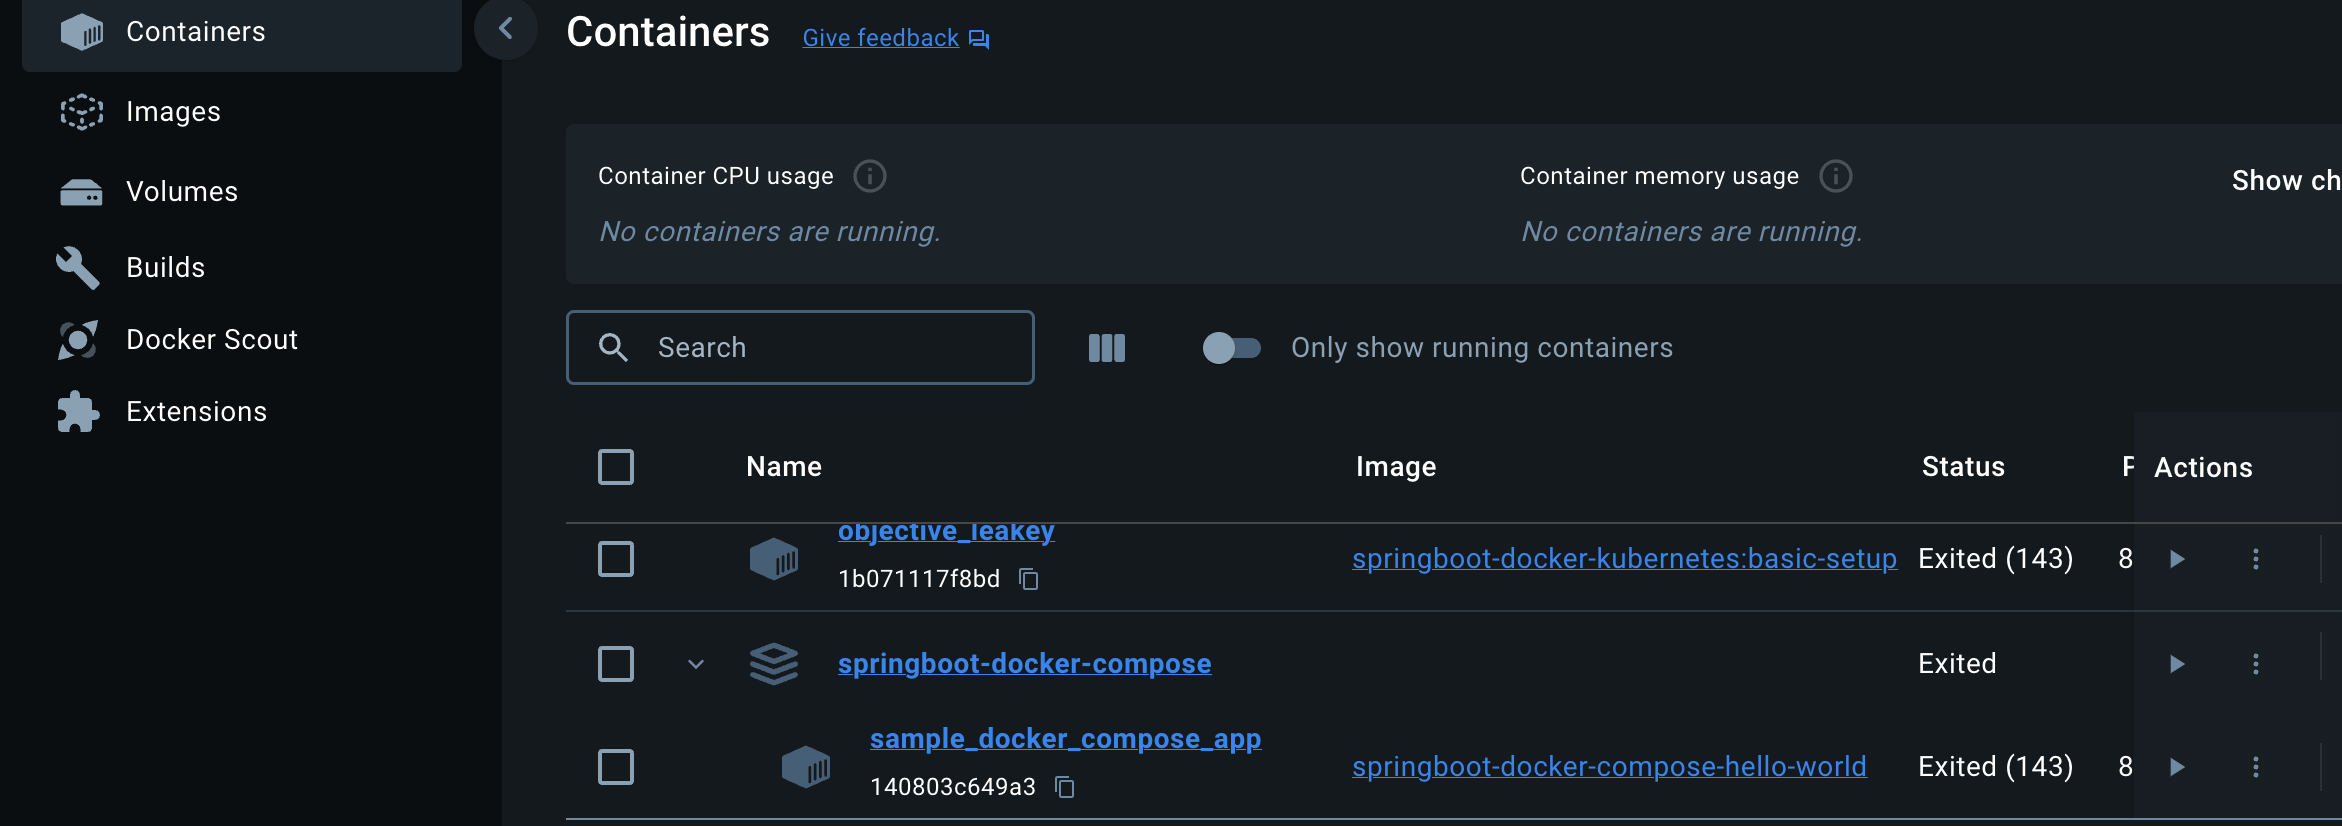 Containers
Images
Volumes
Builds
Docker Scout
Extensions
Containers Give feedback
Container CPU usage
No containers are running.
Container memory usage
No containers are running.
Show ch
Search
Only show running containers
Name Image Status P Actions
objective_leakey
1b071117f8bd
springboot-docker-kubernetes:basic-setup Exited (143) 8
springboot-docker-compose Exited
sample_docker_compose_app
140803c649a3
springboot-docker-compose-hello-world Exited (143) 8